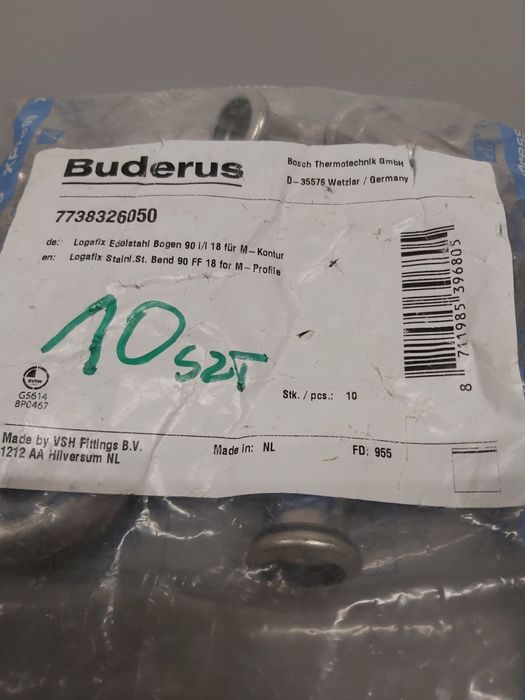 Buderus
Bosch Thermotechnik GmbH
D-35576 Wetzlar / Germany
7738326050
de: Logafix Edelstahl Bogen 90 I/I 18 für M-Kontur
en: Logafix Stainl.St. Bend 90 FF 18 for M-Profile
10 SZT
8 711985 396805
Stk. / pcs.: 10
DVGW
G5614
BP0467
Made by VSH Fittings B.V.
1212 AA Hilversum NL
Made in: NL
FD: 955